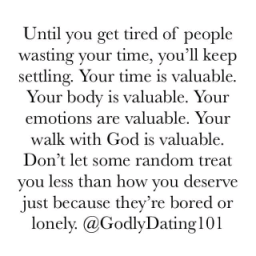 Until you get tired of people
wasting your time, you’ll keep
settling. Your time is valuable.
Your body is valuable. Your
emotions are valuable. Your
walk with God is valuable.
Don’t let some random treat
you less than how you deserve
just because they’re bored or
lonely. @GodlyDating101